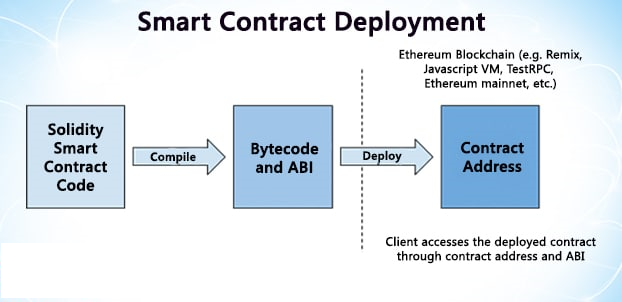 Smart Contract Deployment
Ethereum Blockchain (e.g. Remix,
Javascript VM, TestRPC,
Ethereum mainnet, etc.)
Solidity
Smart
Contract
Code
Compile
Bytecode
and ABI
Deploy
Contract
Address
Client accesses the deployed contract
through contract address and ABI